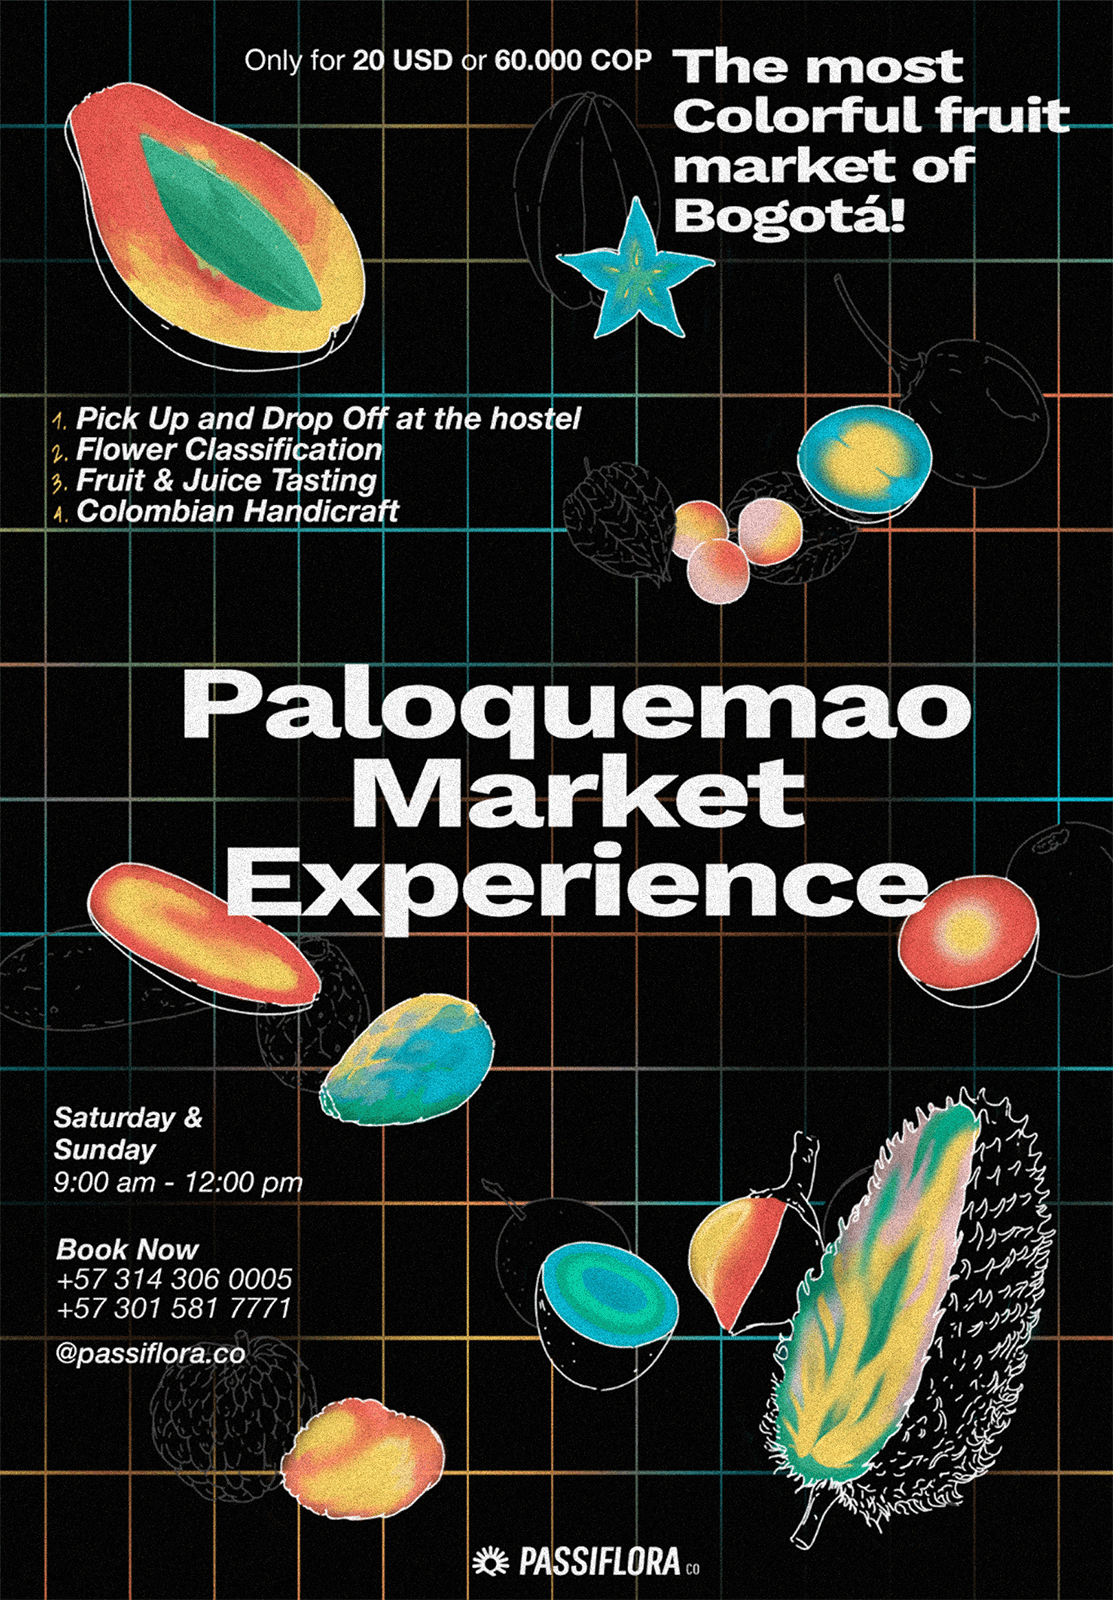 Only for 20 USD or 60.000 COP
The most
Colorful fruit
market of
Bogotá!
1. Pick Up and Drop Off at the hostel
2. Flower Classification
3. Fruit & Juice Tasting
4. Colombian Handicraft
Paloquemao
Market
Experience
Saturday &
Sunday
9:00 am - 12:00 pm
Book Now
+57 314 306 0005
+57 301 581 7771
@passiflora.co
PASSIFLORA CO